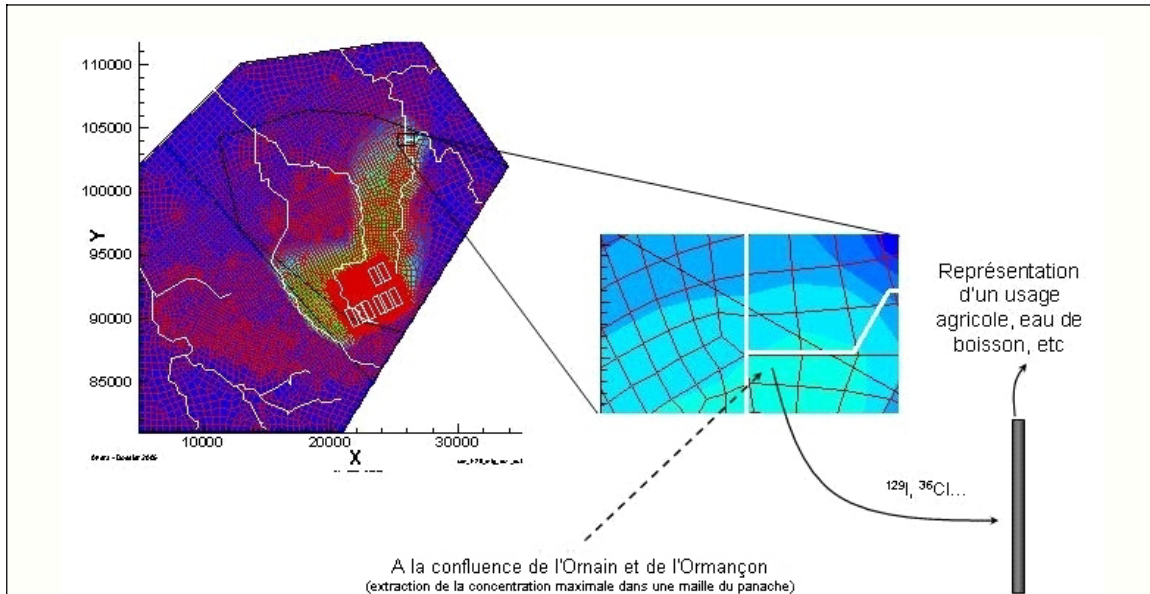 110000
105000
100000
95000
90000
85000
Y
10000
20000
30000
X
Représentation
d'un usage
agricole, eau de
boisson, etc
¹²⁹I, ³⁶Cl...
A la confluence de l'Ornain et de l'Ormançon
(extraction de la concentration maximale dans une maille du panache)